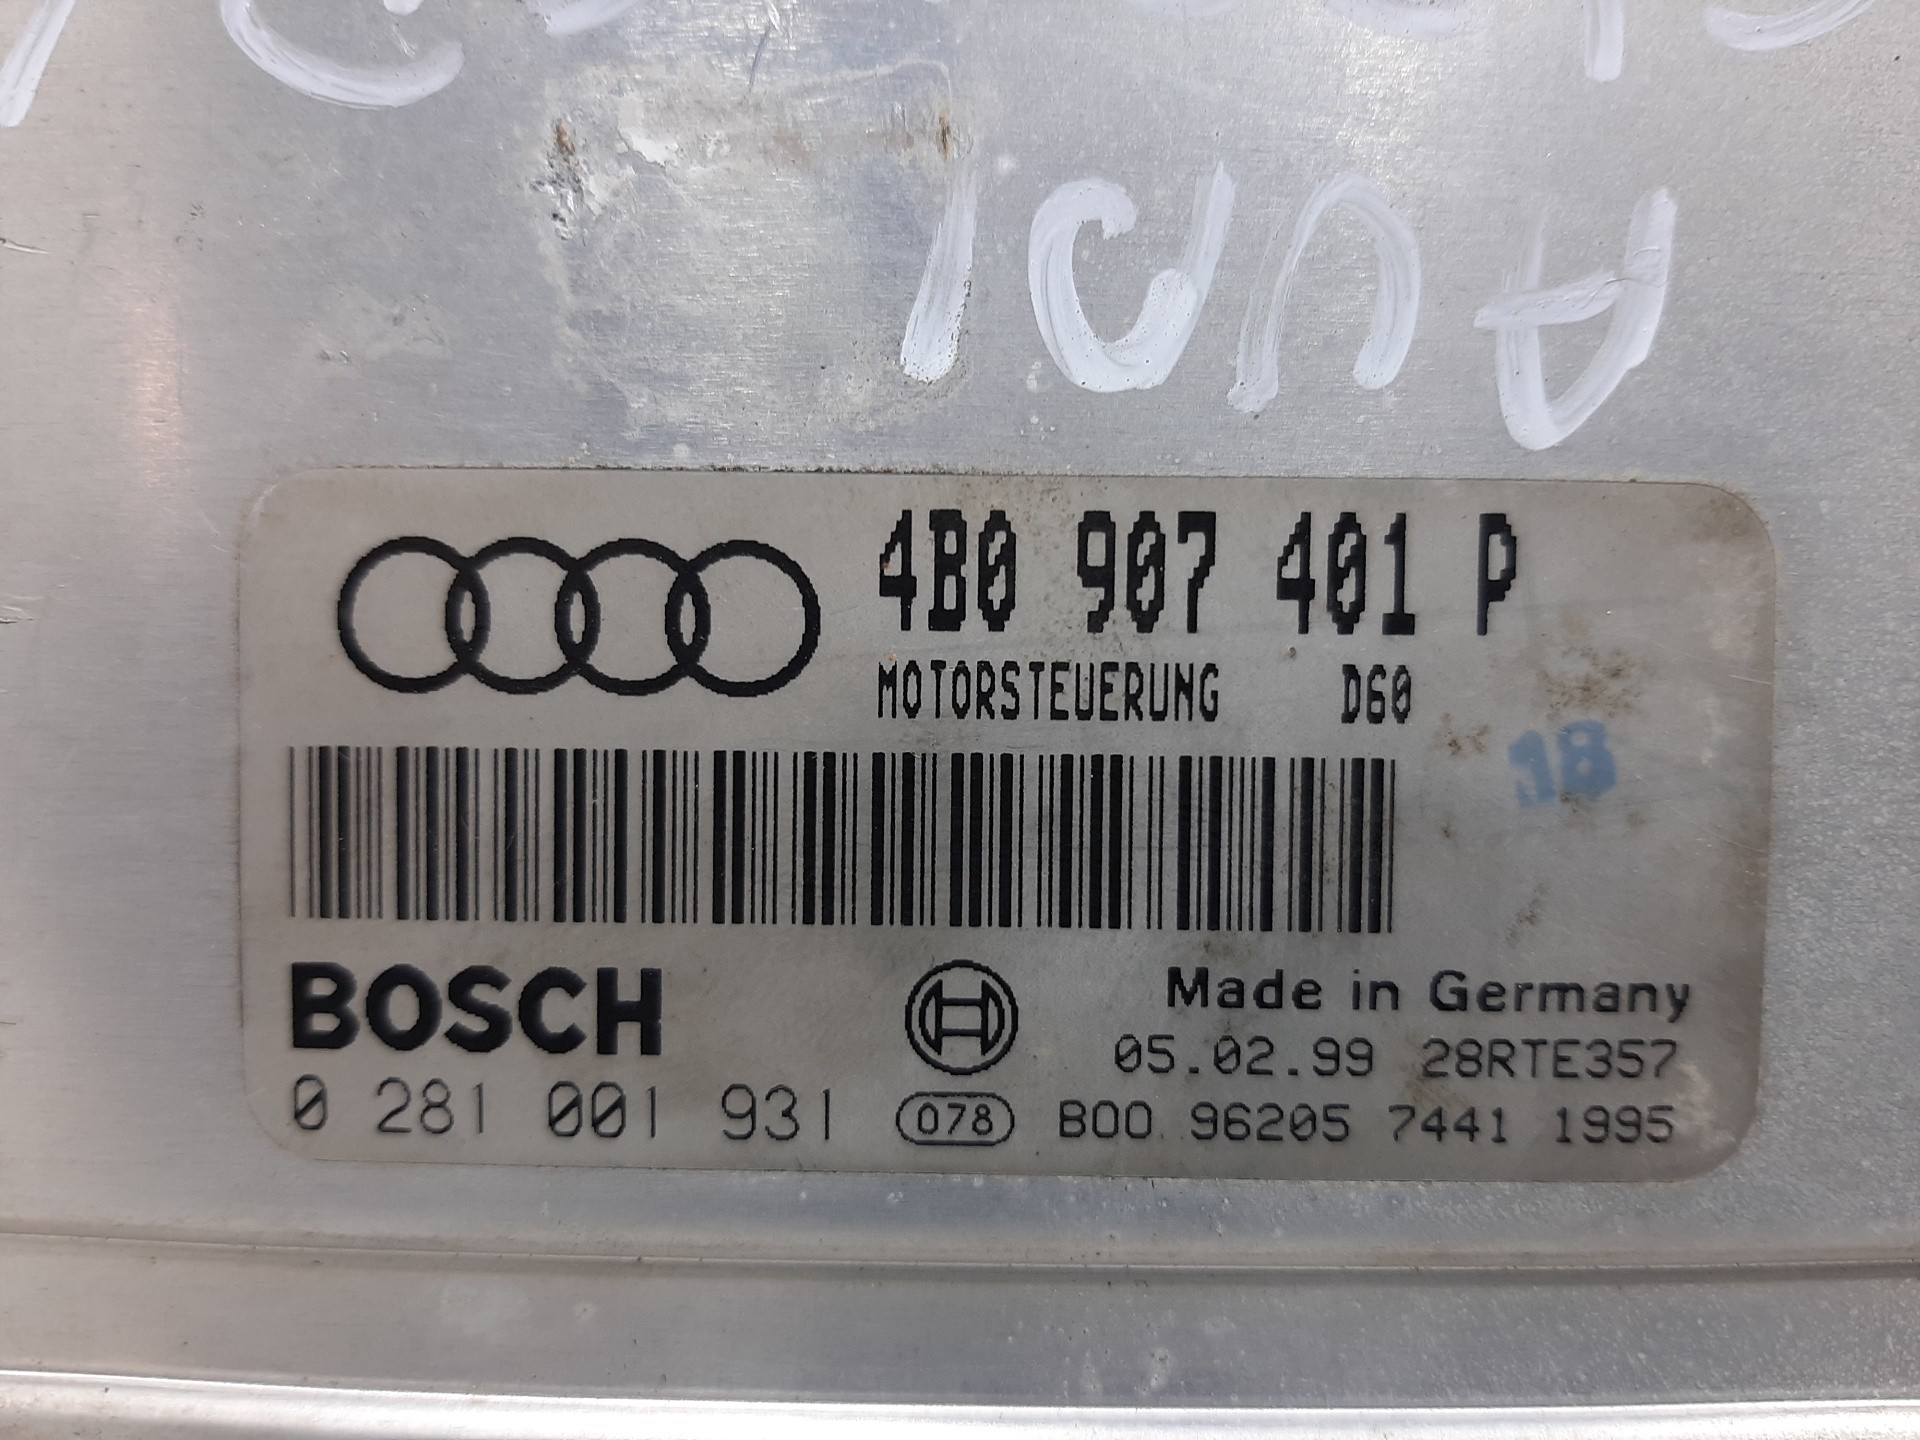 AUDI
4B0 907 401 P
MOTORSTEUERUNG D60
18
BOSCH
Made in Germany
05.02.99 28RTE357
0 281 001 931
078
B00 96205 7441 1995